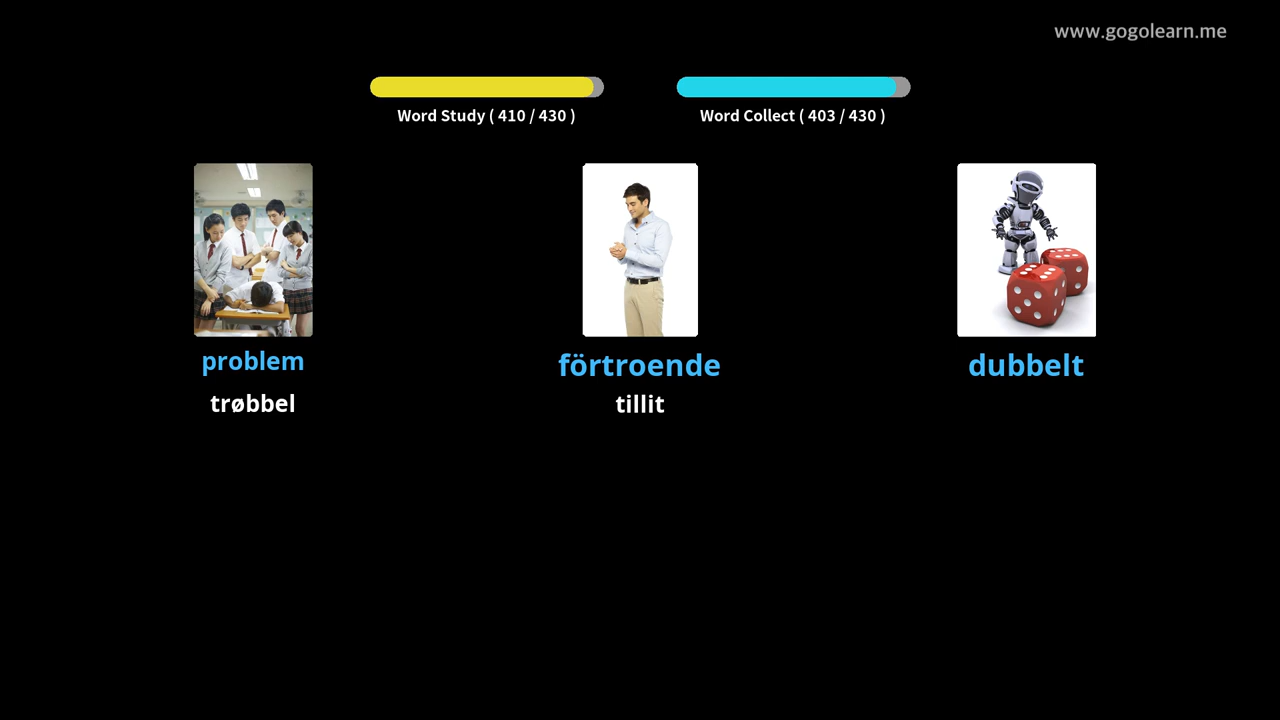 www.gogolearn.me
Word Study ( 410 / 430 )
Word Collect ( 403 / 430 )
problem
trøbbel
förtroende
tillit
dubbelt